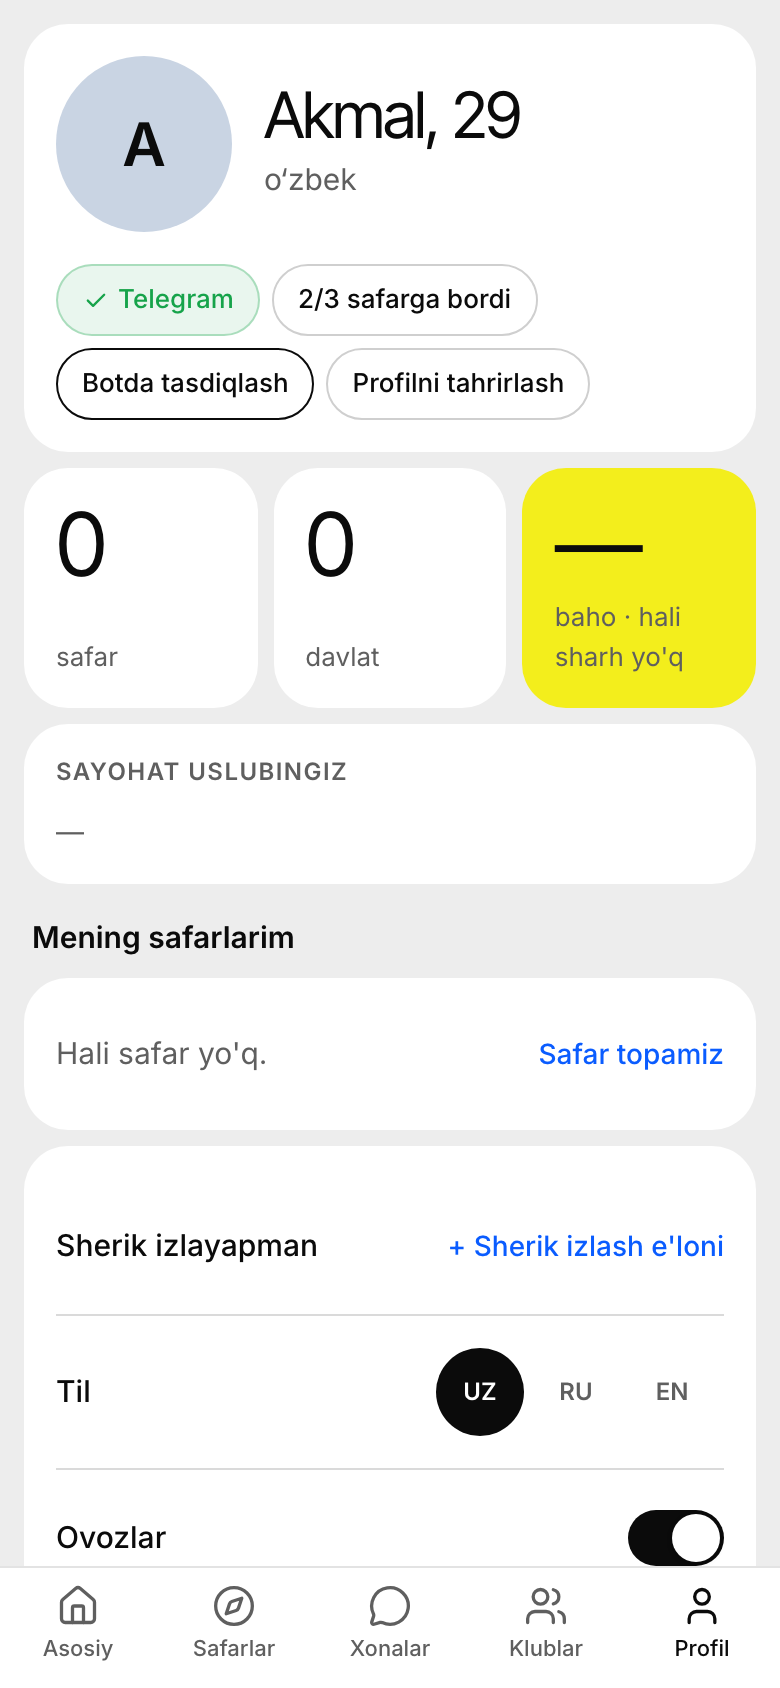 A
Akmal, 29
oʻzbek
Telegram
2/3 safarga bordi
Botda tasdiqlash
Profilni tahrirlash
0
safar
0
davlat
—
baho · hali
sharh yo'q
SAYOHAT USLUBINGIZ
—
Mening safarlarim
Hali safar yo'q.
Safar topamiz
Sherik izlayapman
+ Sherik izlash e'loni
Til
UZ
RU
EN
Ovozlar
Asosiy
Safarlar
Xonalar
Klublar
Profil